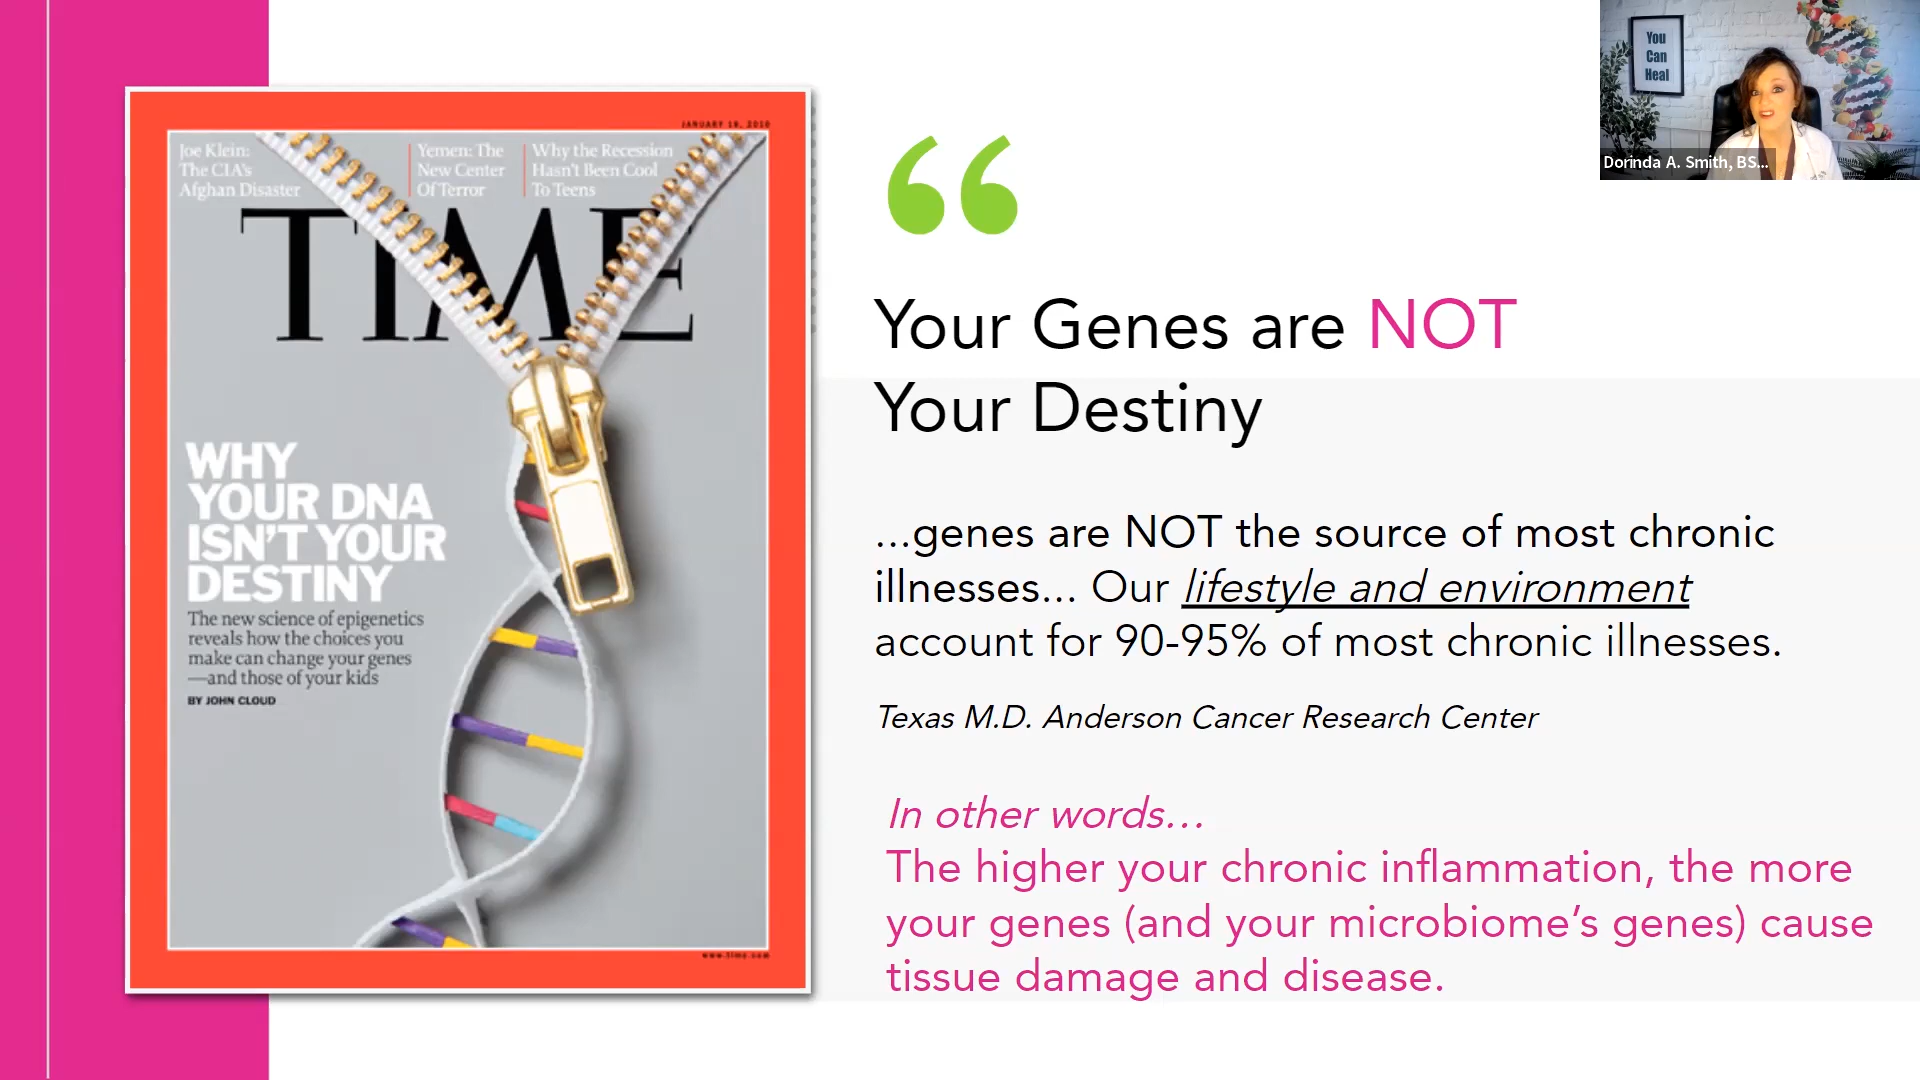 JANUARY 18, 2010
Joe Klein:
The CIA's
Afghan Disaster
Yemen: The
New Center
Of Terror
Why the Recession
Hasn't Been Cool
To Teens
TIME
WHY
YOUR DNA
ISN'T YOUR
DESTINY
The new science of epigenetics
reveals how the choices you
make can change your genes
—and those of your kids
BY JOHN CLOUD
www.time.com
“
Your Genes are NOT
Your Destiny
...genes are NOT the source of most chronic
illnesses... Our lifestyle and environment
account for 90-95% of most chronic illnesses.
Texas M.D. Anderson Cancer Research Center
In other words…
The higher your chronic inflammation, the more
your genes (and your microbiome’s genes) cause
tissue damage and disease.
You
Can
Heal
Dorinda A. Smith, BS...